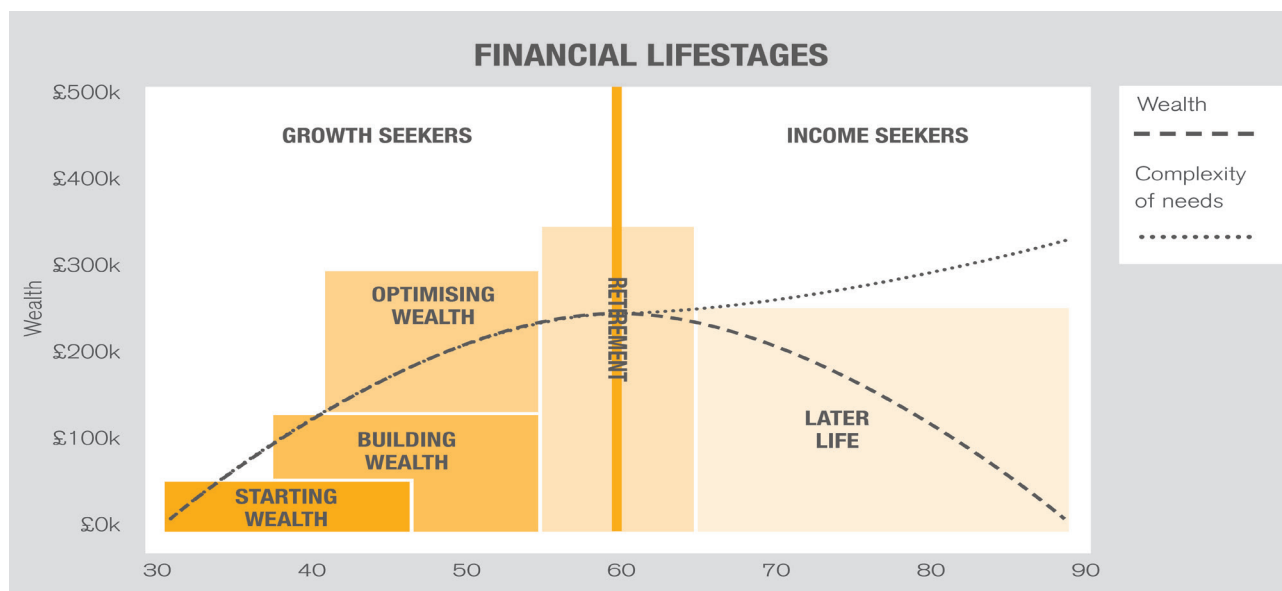 FINANCIAL LIFESTAGES
£500k
£400k
£300k
£200k
£100k
£0k
Wealth
GROWTH SEEKERS
INCOME SEEKERS
OPTIMISING
WEALTH
BUILDING
WEALTH
STARTING
WEALTH
RETIREMENT
LATER
LIFE
30
40
50
60
70
80
90
Wealth
Complexity
of needs